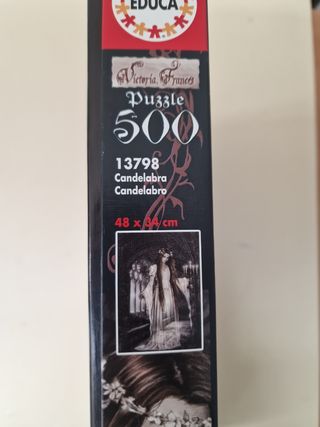 EDUCA
Victoria Frances
Puzzle
500
13798
Candelabra
Candelabro
48 x 34 cm